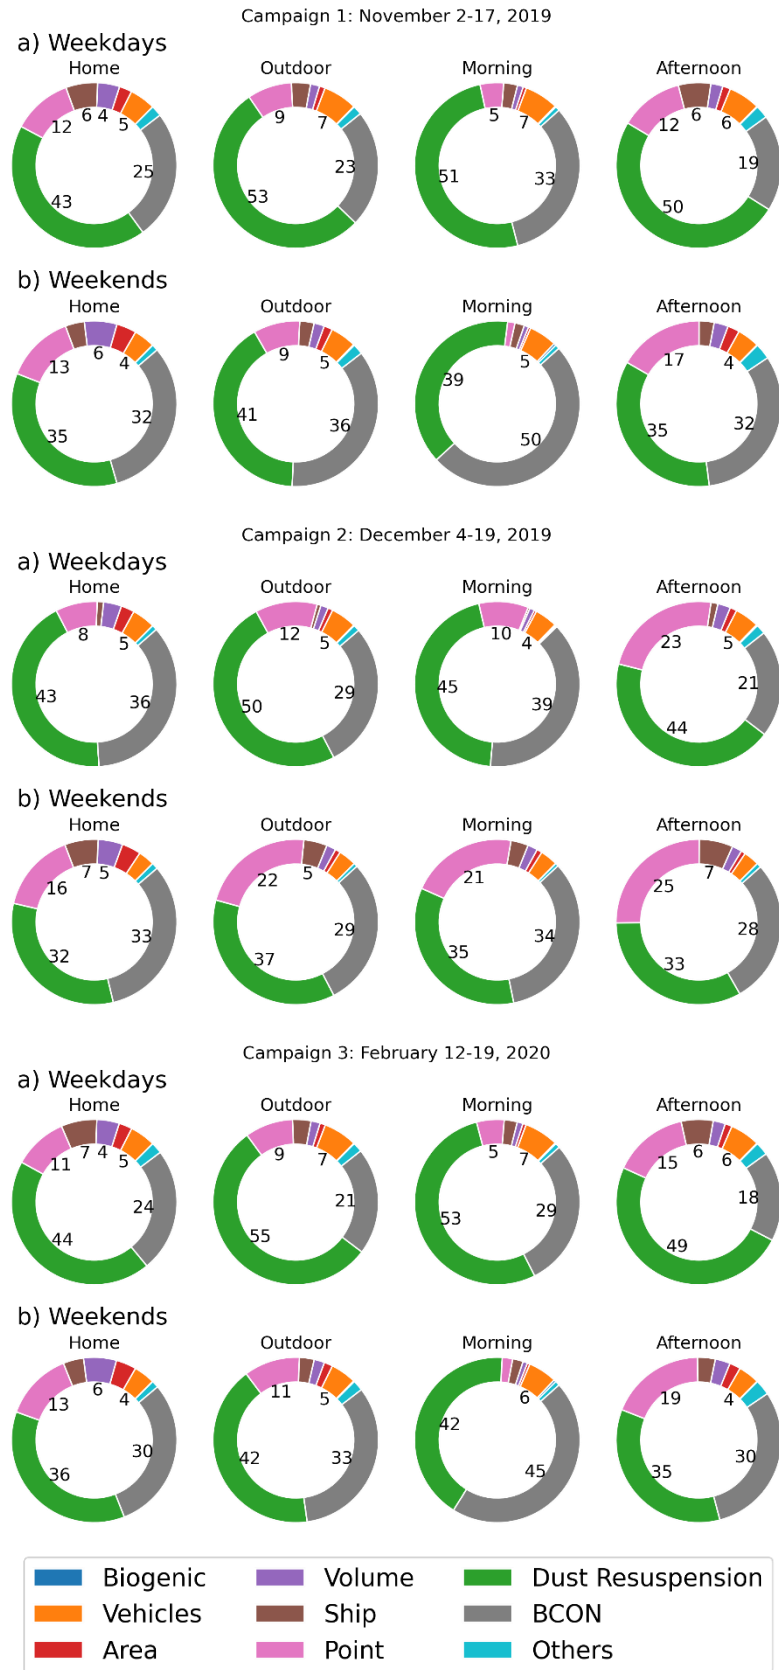 Campaign 1: November 2-17, 2019
a) Weekdays
Home Outdoor Morning Afternoon
12 6 4 5 25 43
9 7 23 53
5 7 33 51
12 6 6 19 50
b) Weekends
Home Outdoor Morning Afternoon
13 6 4 32 35
9 5 36 41
5 50 39
17 4 32 35
Campaign 2: December 4-19, 2019
a) Weekdays
Home Outdoor Morning Afternoon
8 5 36 43
12 5 29 50
10 4 39 45
23 5 21 44
b) Weekends
Home Outdoor Morning Afternoon
16 7 5 33 32
22 5 29 37
21 34 35
25 7 28 33
Campaign 3: February 12-19, 2020
a) Weekdays
Home Outdoor Morning Afternoon
11 7 4 5 24 44
9 7 21 55
5 7 29 53
15 6 6 18 49
b) Weekends
Home Outdoor Morning Afternoon
13 6 4 30 36
11 5 33 42
6 45 42
19 4 30 35
Biogenic Volume Dust Resuspension
Vehicles Ship BCON
Area Point Others